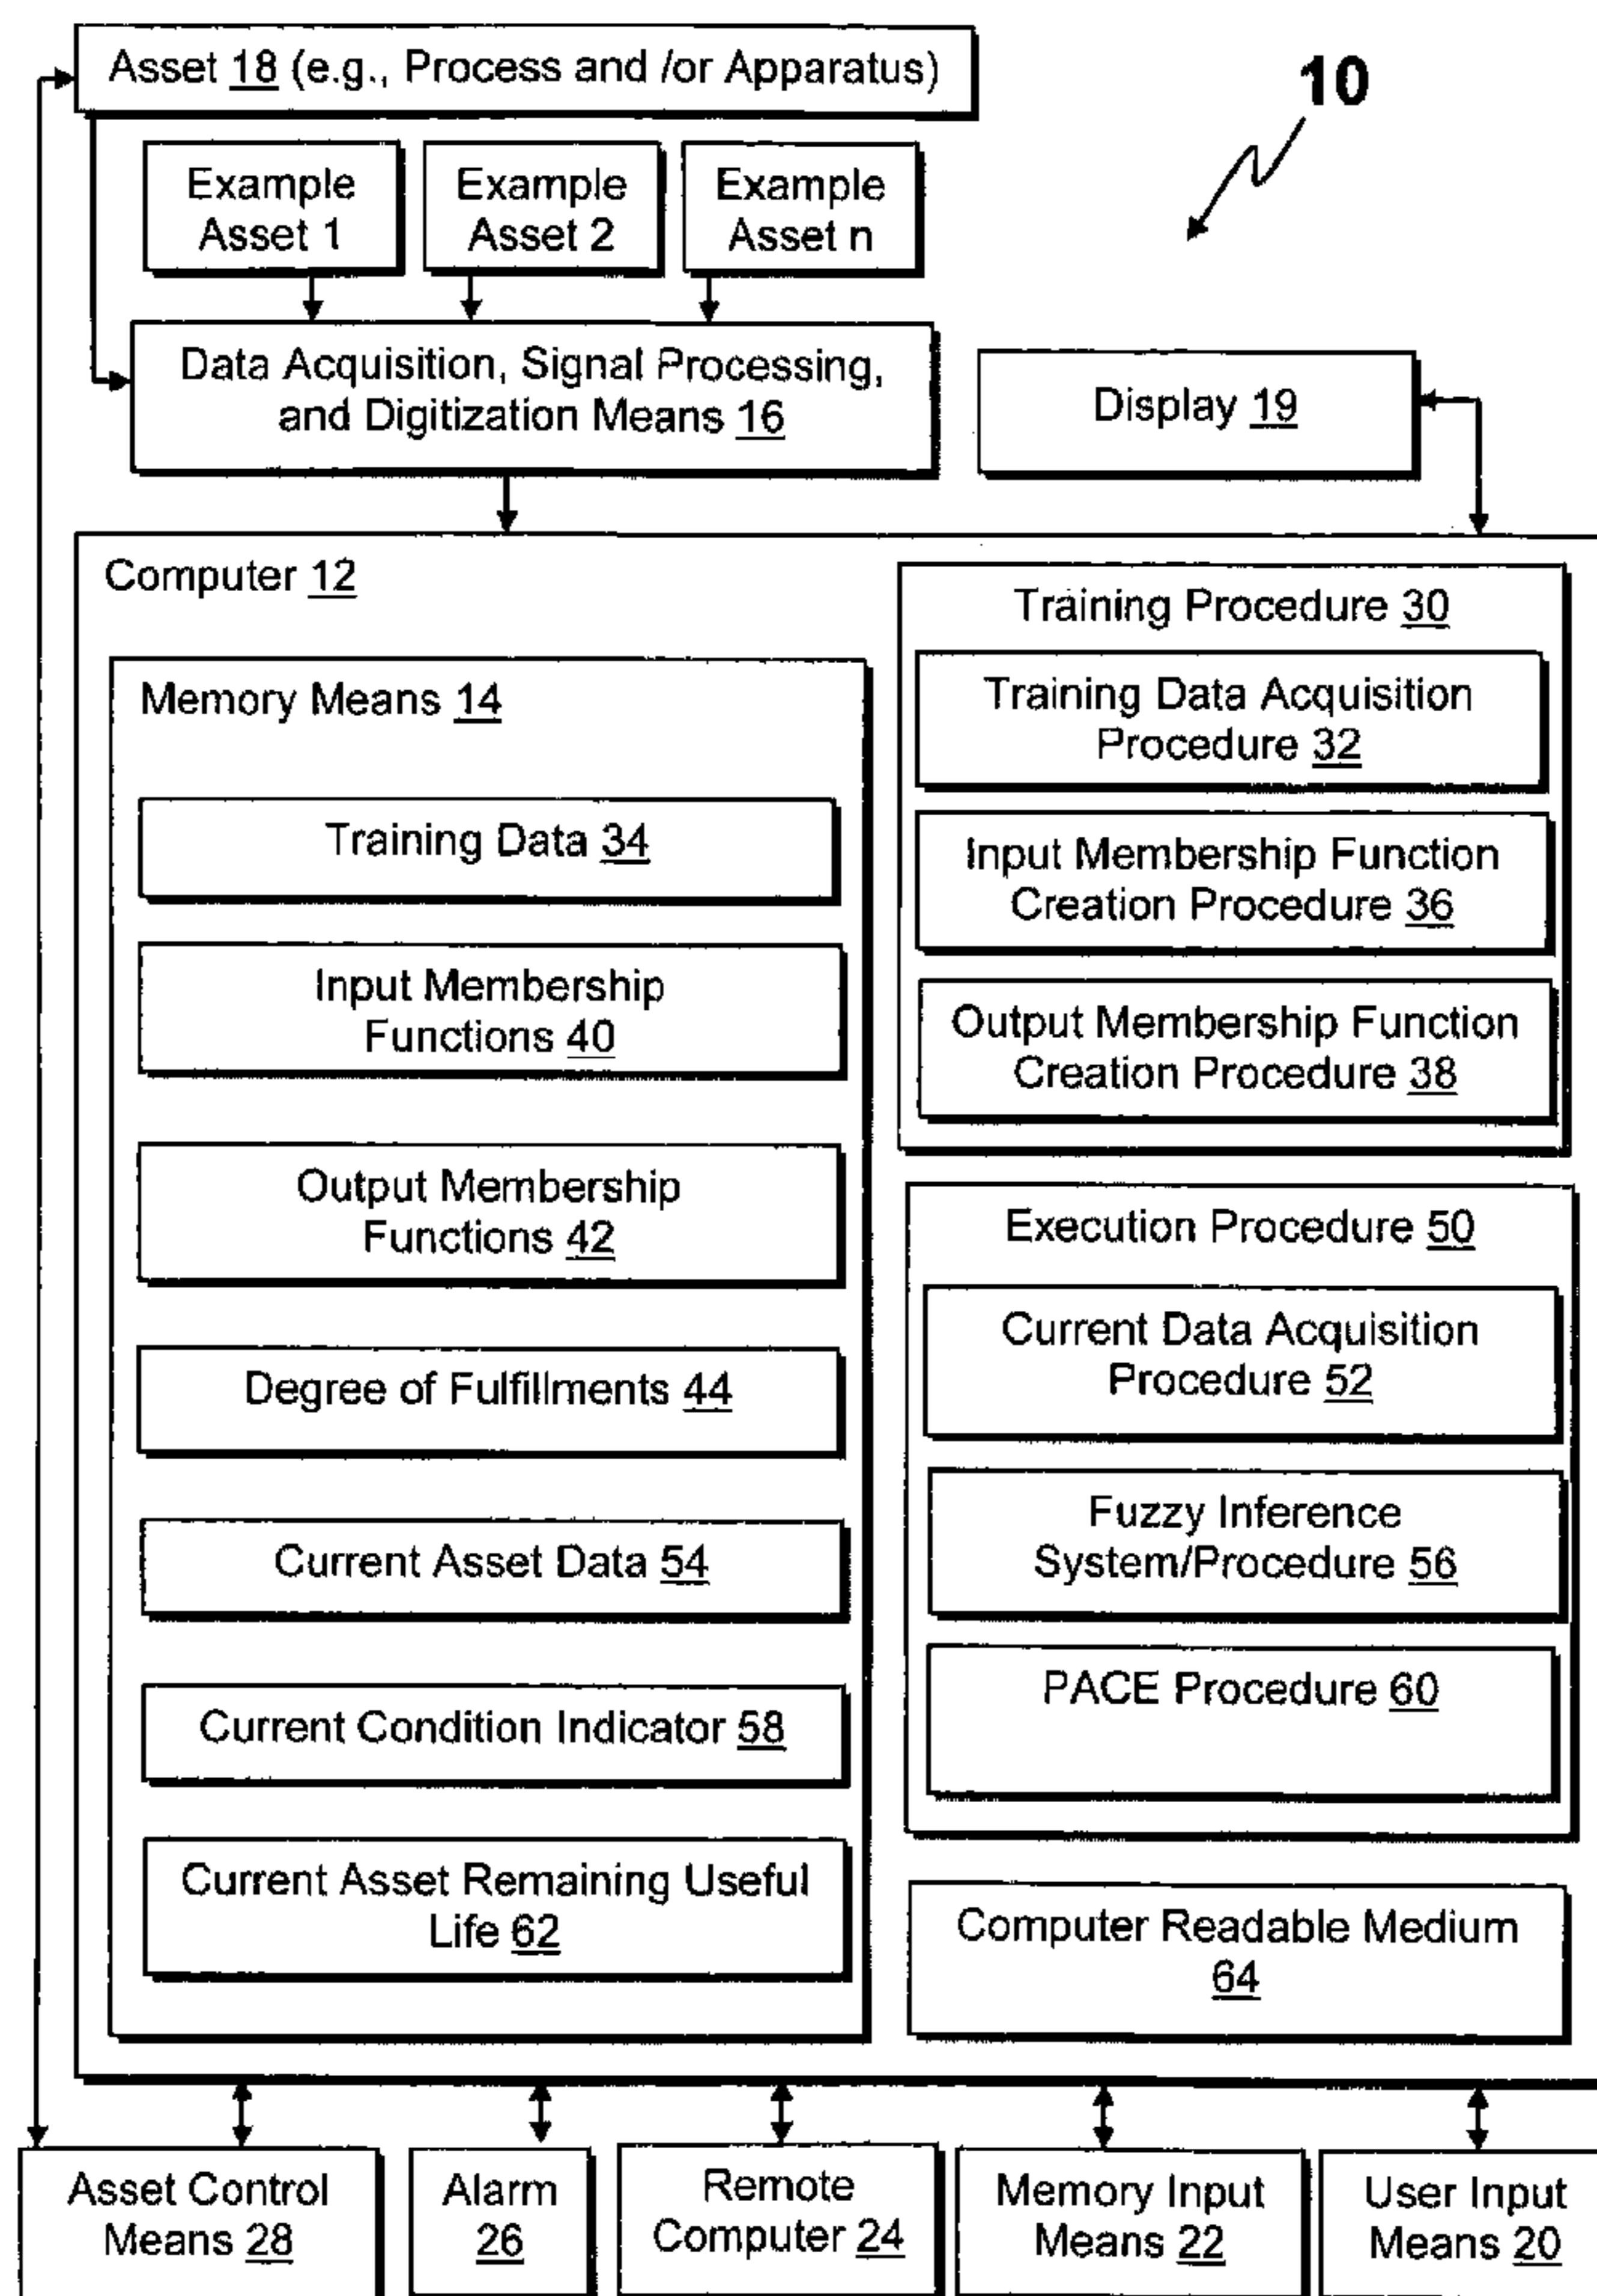 Asset 18 (e.g., Process and /or Apparatus)
10
Example
Asset 1
Example
Asset 2
Example
Asset n
Data Acquisition, Signal Processing,
and Digitization Means 16
Display 19
Computer 12
Memory Means 14
Training Data 34
Input Membership
Functions 40
Output Membership
Functions 42
Degree of Fulfillments 44
Current Asset Data 54
Current Condition Indicator 58
Current Asset Remaining Useful
Life 62
Training Procedure 30
Training Data Acquisition
Procedure 32
Input Membership Function
Creation Procedure 36
Output Membership Function
Creation Procedure 38
Execution Procedure 50
Current Data Acquisition
Procedure 52
Fuzzy Inference
System/Procedure 56
PACE Procedure 60
Computer Readable Medium
64
Asset Control
Means 28
Alarm
26
Remote
Computer 24
Memory Input
Means 22
User Input
Means 20